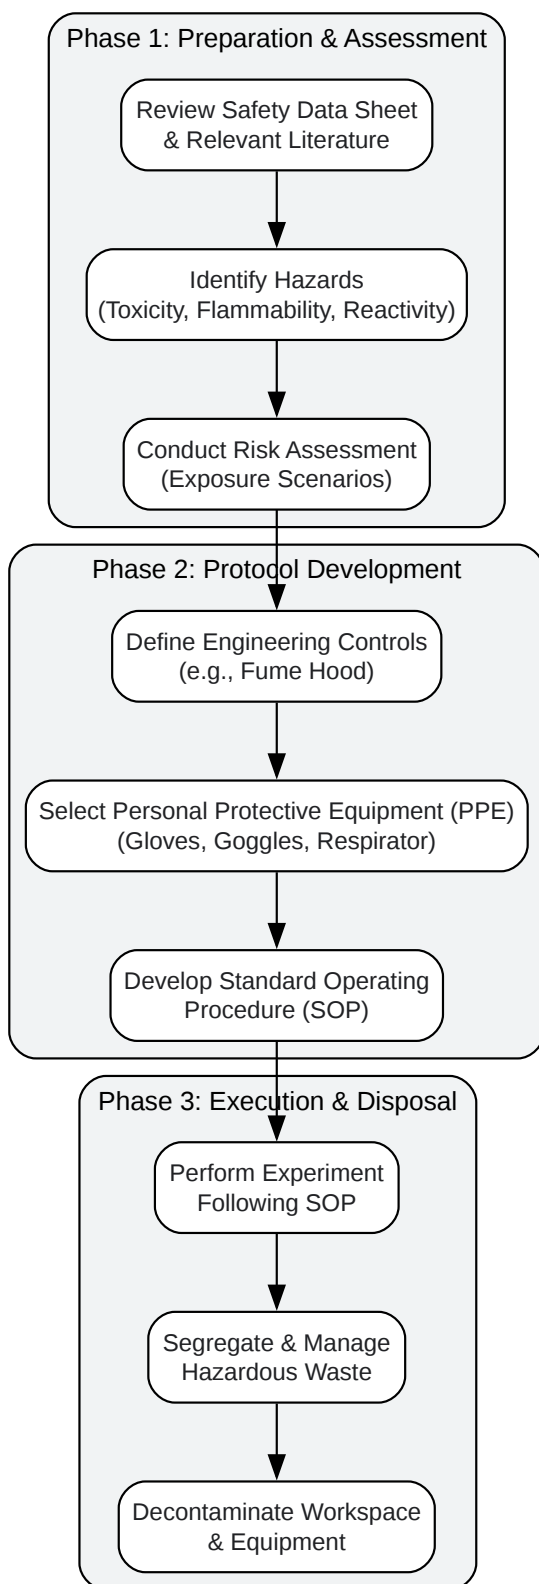 Phase 1: Preparation & Assessment
Review Safety Data Sheet
& Relevant Literature
Identify Hazards
(Toxicity, Flammability, Reactivity)
Conduct Risk Assessment
(Exposure Scenarios)
Phase 2: Protocol Development
Define Engineering Controls
(e.g., Fume Hood)
Select Personal Protective Equipment (PPE)
(Gloves, Goggles, Respirator)
Develop Standard Operating
Procedure (SOP)
Phase 3: Execution & Disposal
Perform Experiment
Following SOP
Segregate & Manage
Hazardous Waste
Decontaminate Workspace
& Equipment